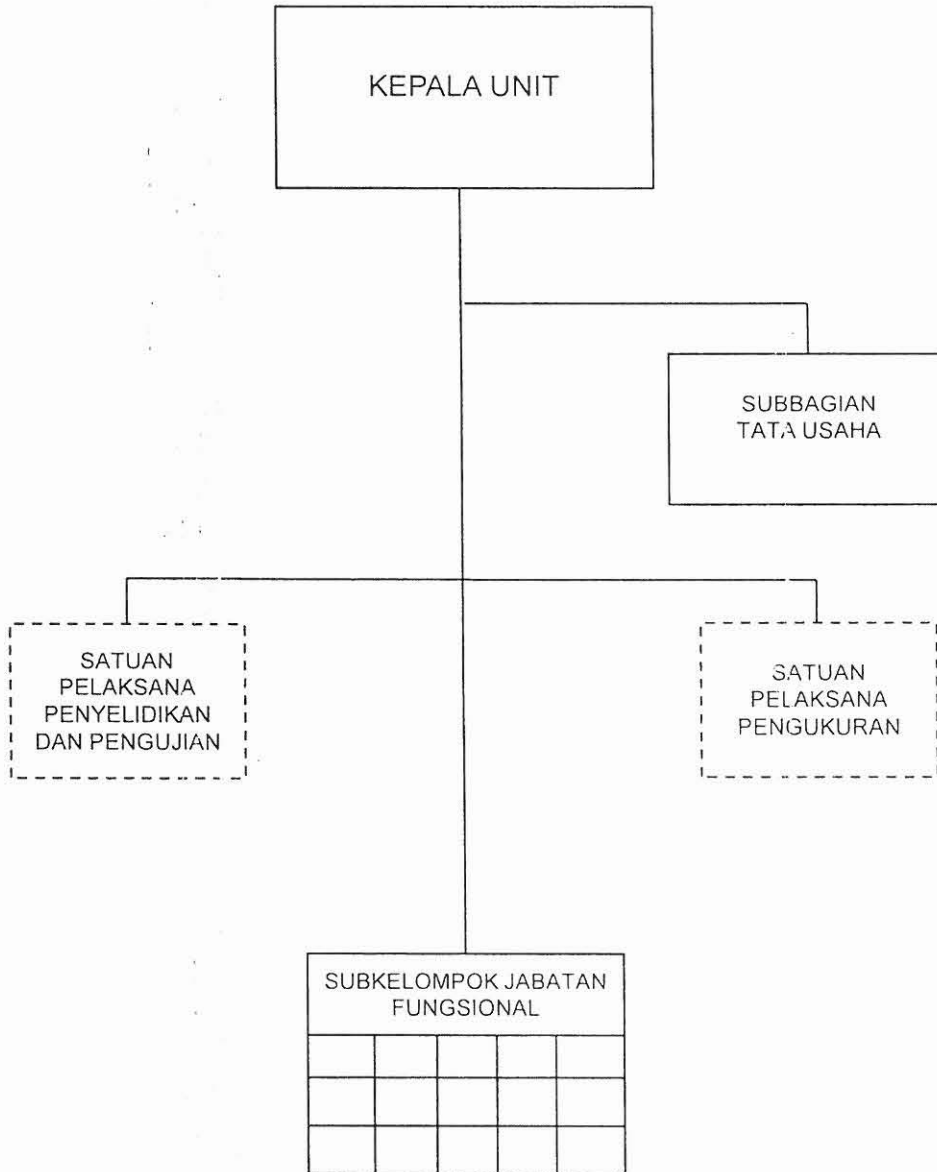 KEPALA UNIT
SUBBAGIAN
TATA USAHA
SATUAN
PELAKSANA
PENYELIDIKAN
DAN PENGUJIAN
SATUAN
PELAKSANA
PENGUKURAN
SUBKELOMPOK JABATAN
FUNGSIONAL